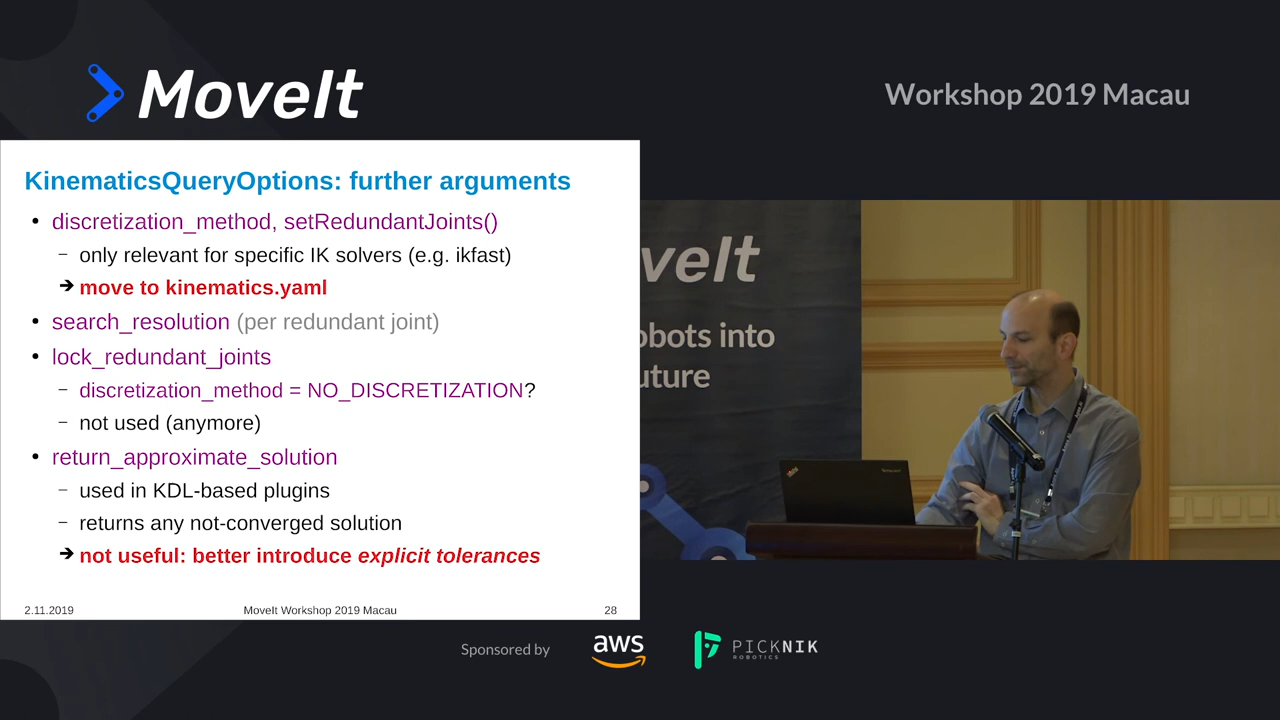 MoveIt
Workshop 2019 Macau
KinematicsQueryOptions: further arguments
• discretization_method, setRedundantJoints()
– only relevant for specific IK solvers (e.g. ikfast)
➔ move to kinematics.yaml
• search_resolution (per redundant joint)
• lock_redundant_joints
– discretization_method = NO_DISCRETIZATION?
– not used (anymore)
• return_approximate_solution
– used in KDL-based plugins
– returns any not-converged solution
➔ not useful: better introduce explicit tolerances
2.11.2019
MoveIt Workshop 2019 Macau
28
veIt
obots into
uture
Sponsored by
aws
PICKNIK
ROBOTICS